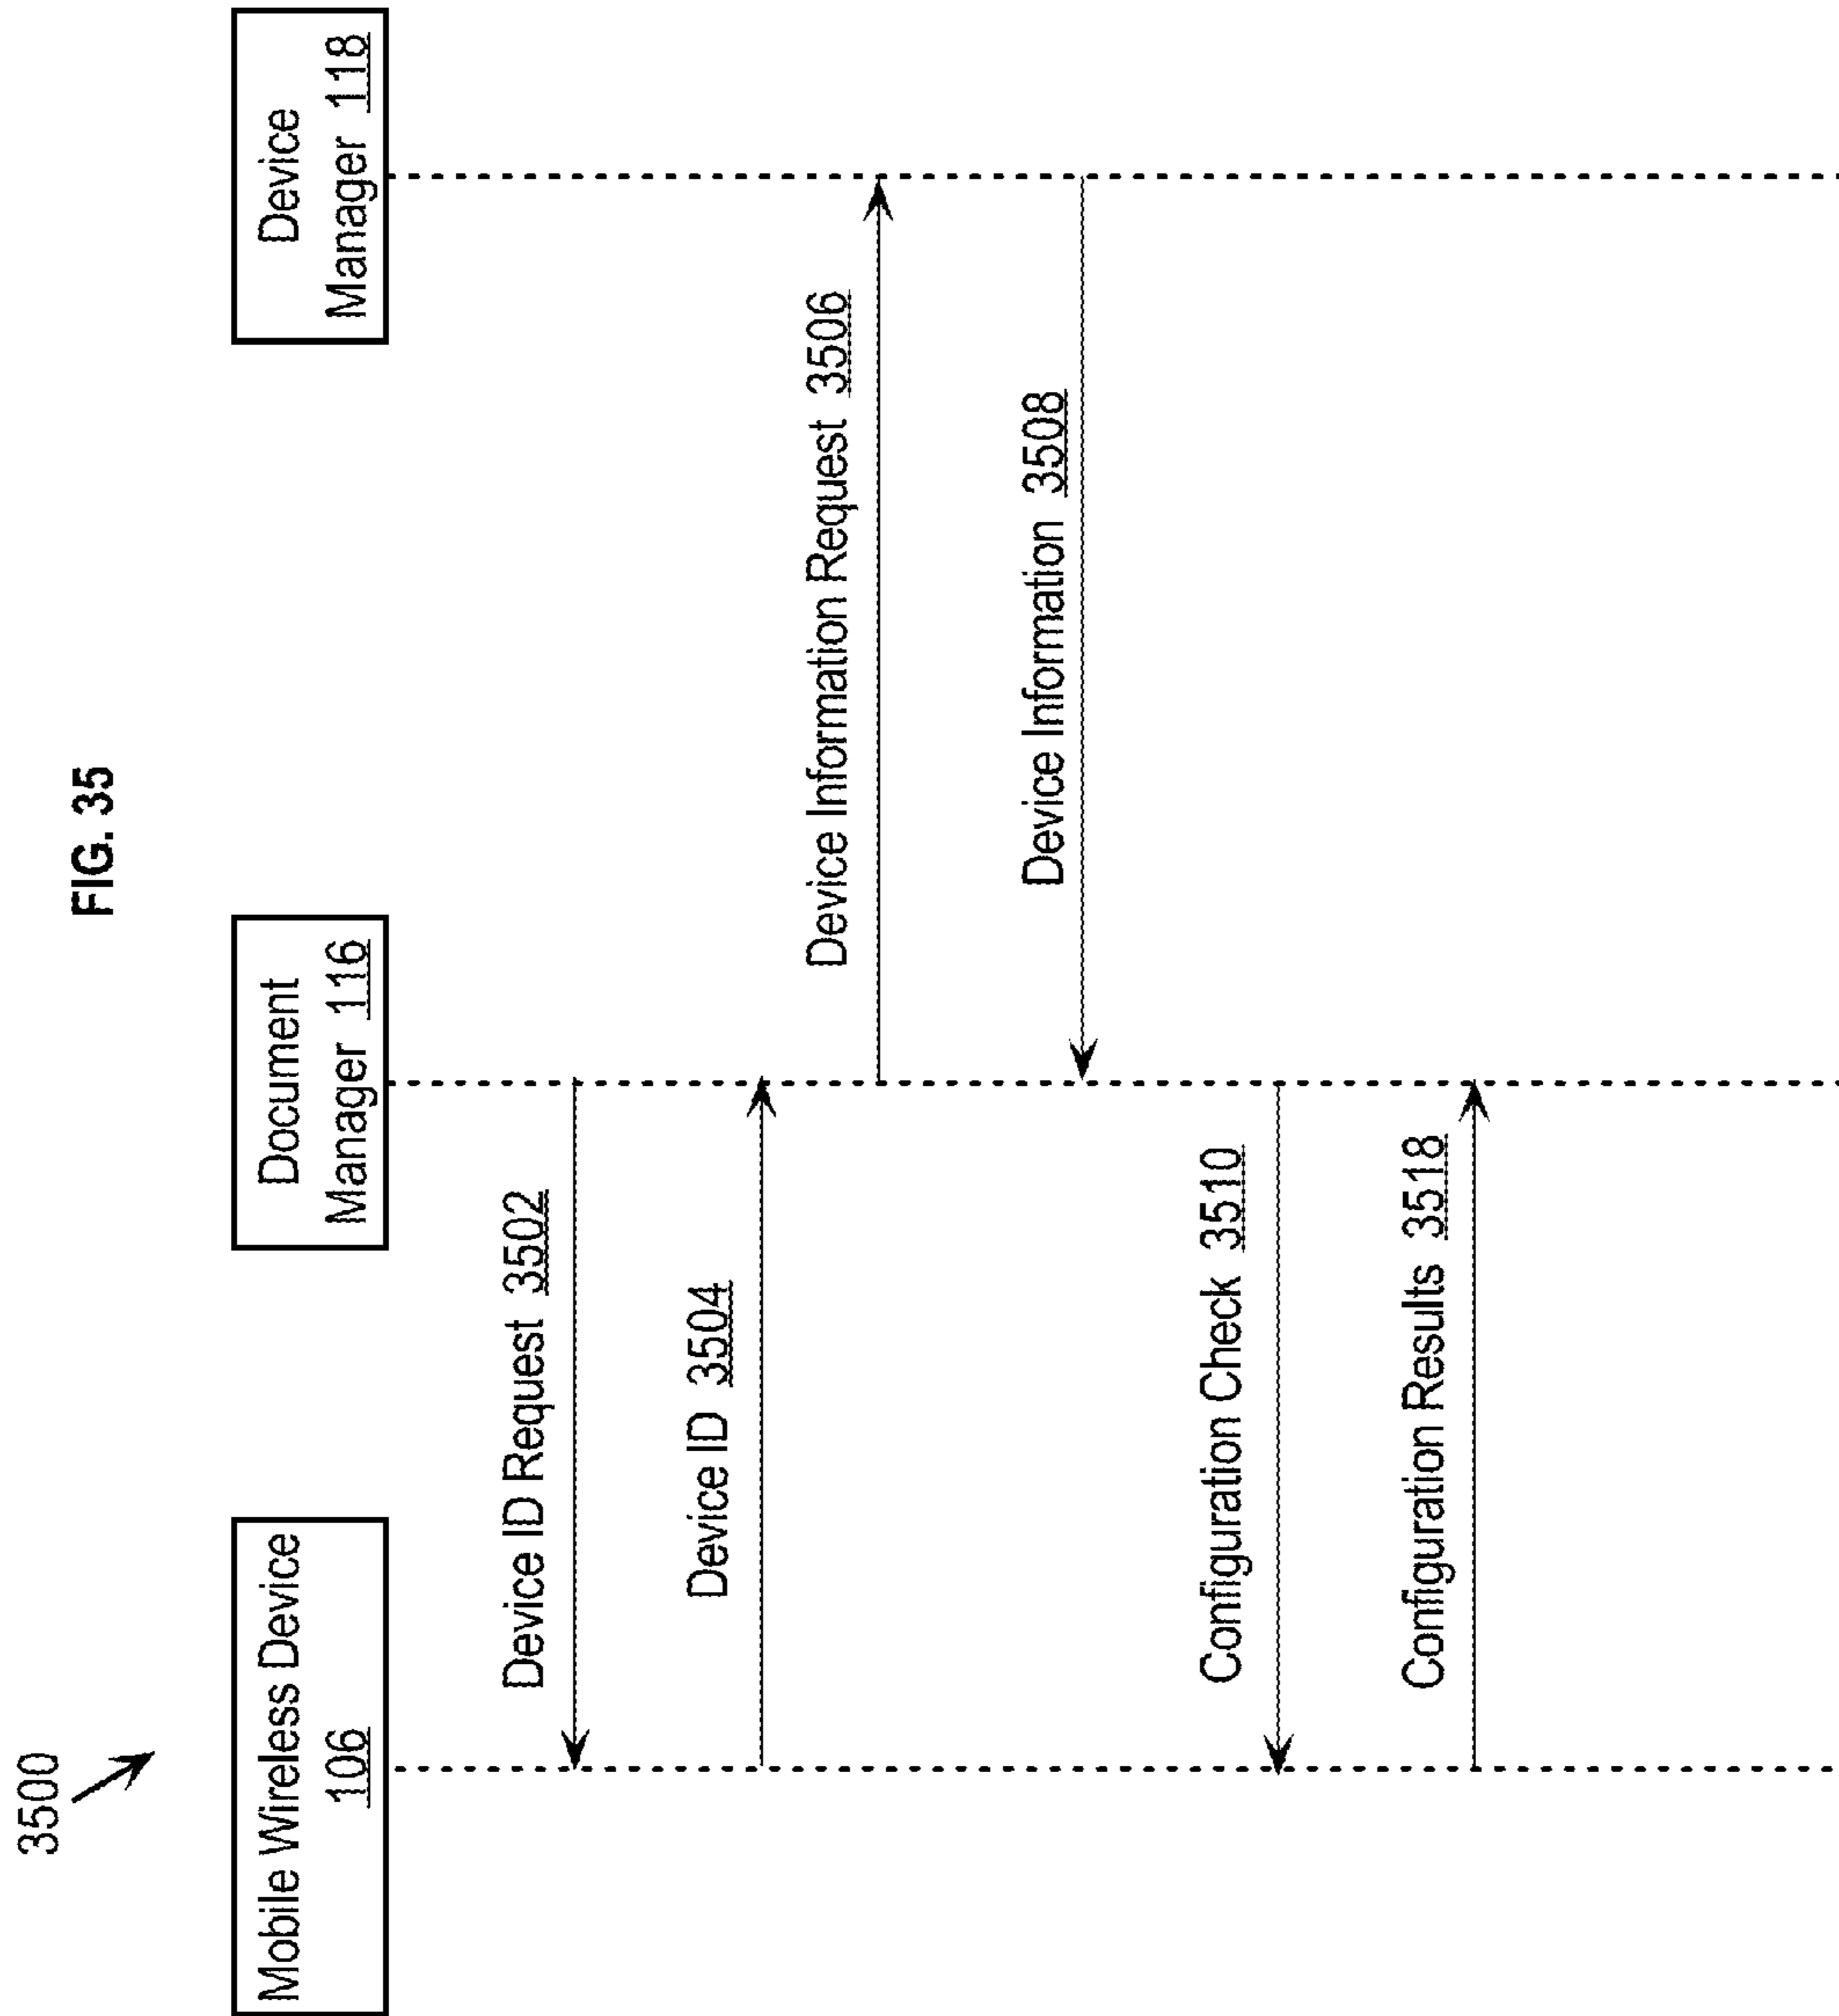 FIG. 35
3500
Mobile Wireless Device
106
Document
Manager 116
Device
Manager 118
Device ID Request 3502
Device ID 3504
Device Information Request 3506
Device Information 3508
Configuration Check 3510
Configuration Results 3518